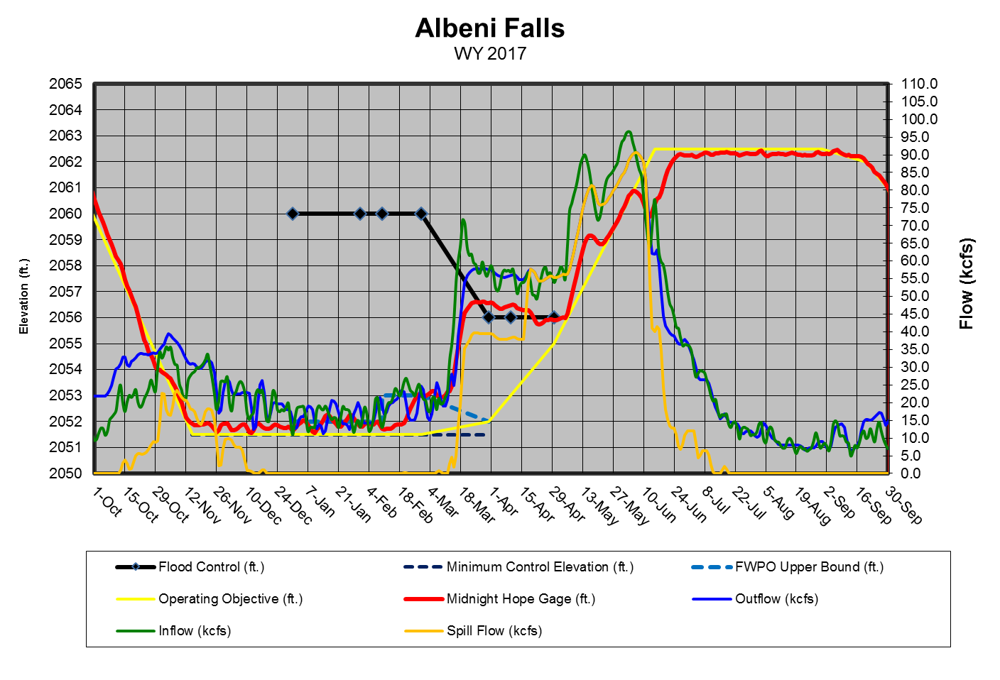 Albeni Falls
WY 2017
Elevation (ft.)
2065
2064
2063
2062
2061
2060
2059
2058
2057
2056
2055
2054
2053
2052
2051
2050
110.0
105.0
100.0
95.0
90.0
85.0
80.0
75.0
70.0
65.0
60.0
55.0
50.0
45.0
40.0
35.0
30.0
25.0
20.0
15.0
10.0
5.0
0.0
Flow (kcfs)
1-Oct
15-Oct
29-Oct
12-Nov
26-Nov
10-Dec
24-Dec
7-Jan
21-Jan
4-Feb
18-Feb
4-Mar
18-Mar
1-Apr
15-Apr
29-Apr
13-May
27-May
10-Jun
24-Jun
8-Jul
22-Jul
5-Aug
19-Aug
2-Sep
16-Sep
30-Sep
Flood Control (ft.)
Minimum Control Elevation (ft.)
FWPO Upper Bound (ft.)
Operating Objective (ft.)
Midnight Hope Gage (ft.)
Outflow (kcfs)
Inflow (kcfs)
Spill Flow (kcfs)